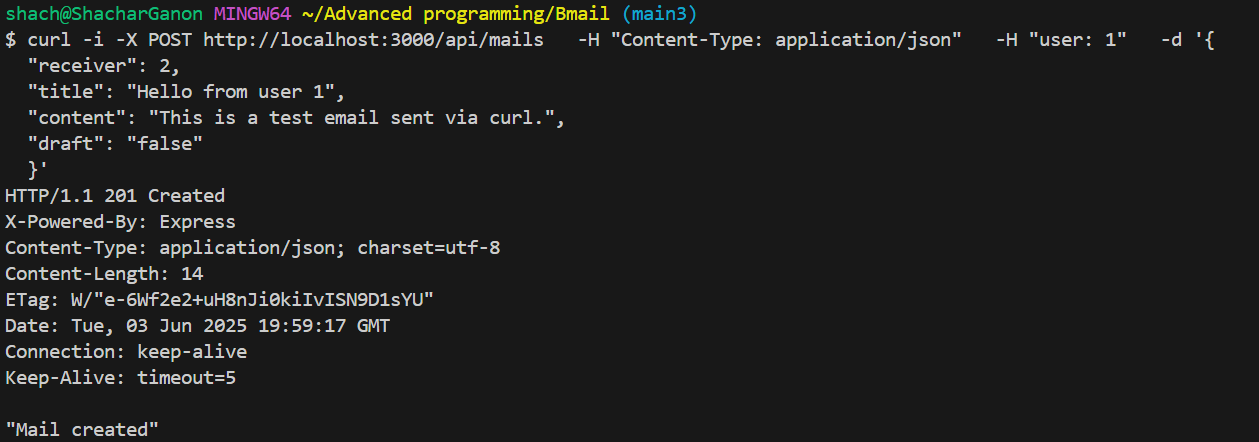 shach@ShacharGanon MINGW64 ~/Advanced programming/Bmail (main3)
$ curl -i -X POST http://localhost:3000/api/mails   -H "Content-Type: application/json"   -H "user: 1"   -d '{
  "receiver": 2,
  "title": "Hello from user 1",
  "content": "This is a test email sent via curl.",
  "draft": "false"
  }'
HTTP/1.1 201 Created
X-Powered-By: Express
Content-Type: application/json; charset=utf-8
Content-Length: 14
ETag: W/"e-6Wf2e2+uH8nJi0kiIvISN9D1sYU"
Date: Tue, 03 Jun 2025 19:59:17 GMT
Connection: keep-alive
Keep-Alive: timeout=5

"Mail created"